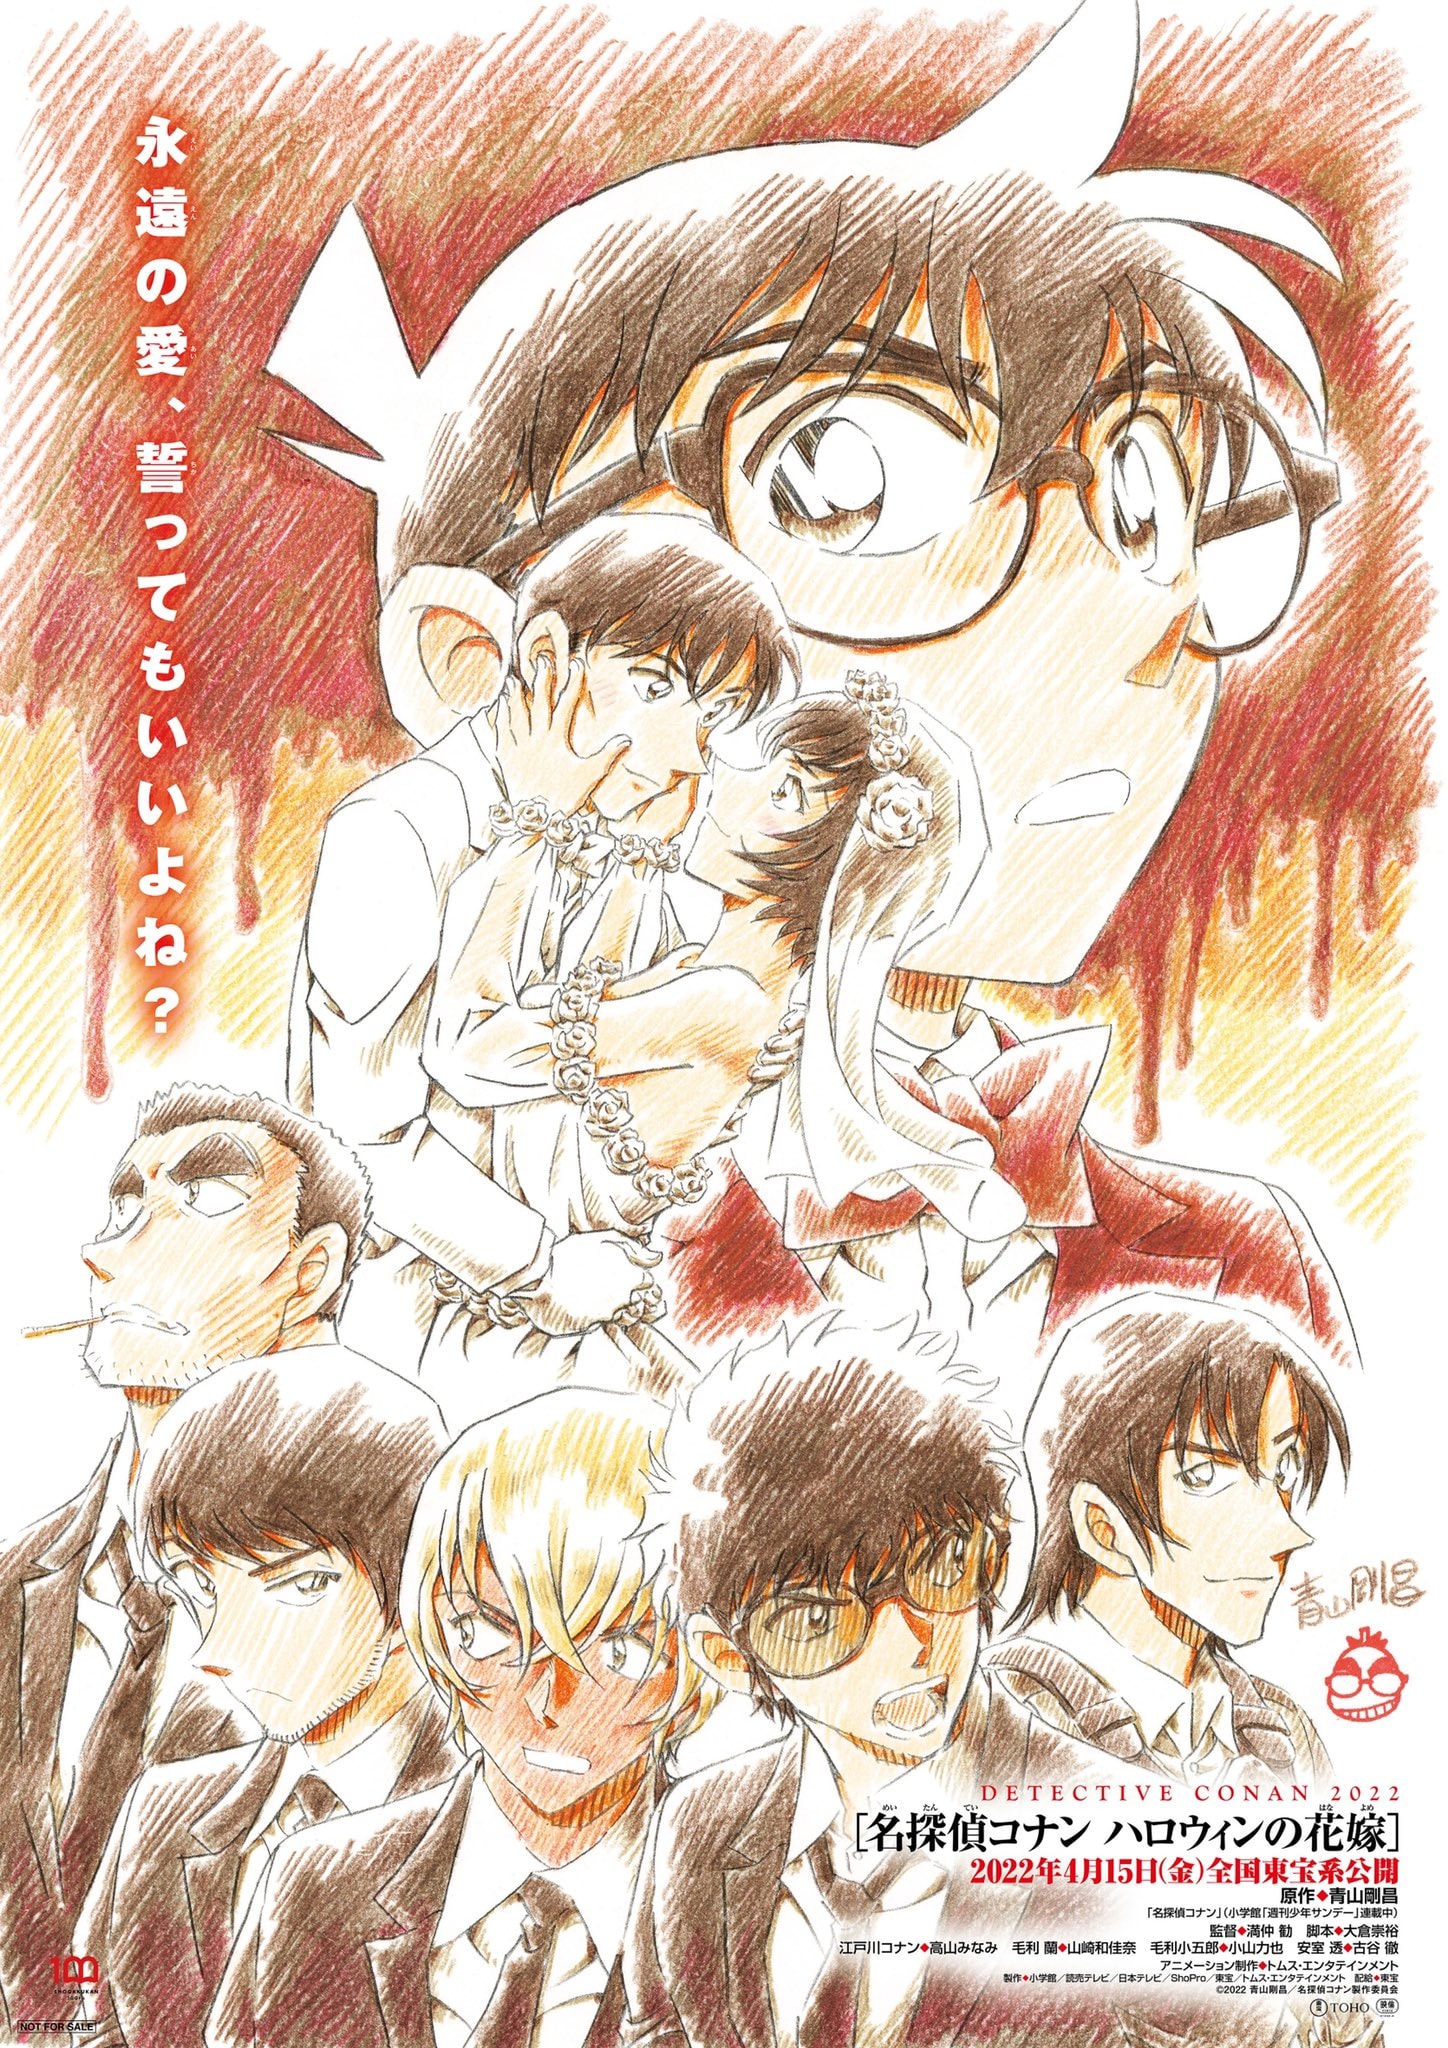 永遠の愛、誓ってもいいよね?
青山剛昌
DETECTIVE CONAN 2022
[名探偵コナン ハロウィンの花嫁]
2022年4月15日(金)全国東宝系公開
原作◆青山剛昌
「名探偵コナン」(小学館「週刊少年サンデー」連載中)
監督◆満仲 勧 脚本◆大倉崇裕
江戸川コナン◆高山みなみ 毛利 蘭◆山崎和佳奈 毛利小五郎◆小山力也 安室 透◆古谷 徹
アニメーション制作◆トムス・エンタテインメント
製作◆小学館/読売テレビ/日本テレビ/ShoPro/東宝/トムス・エンタテインメント 配給◆東宝
©2022 青山剛昌/名探偵コナン製作委員会
TOHO
100
SHOGAKUKAN
NOT FOR SALE